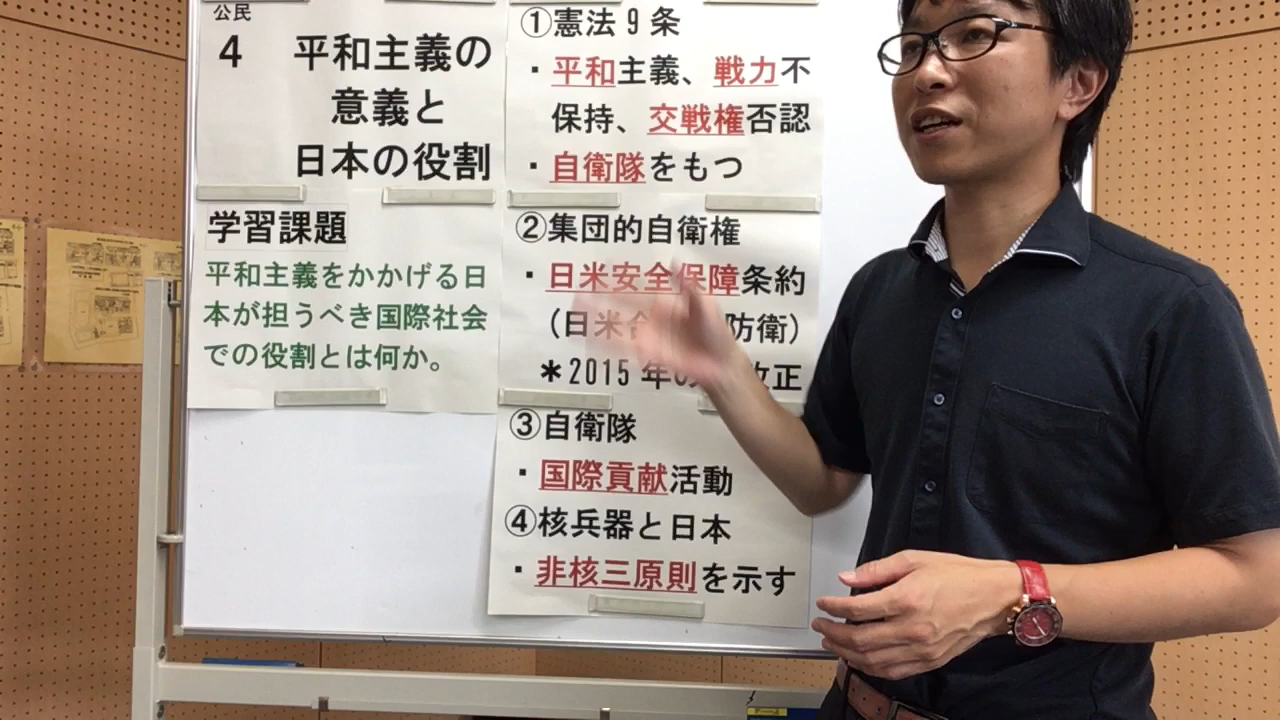 公民
4
平和主義の
意義と
日本の役割
学習課題
平和主義をかかげる日
本が担うべき国際社会
での役割とは何か。
①憲法9条
・平和主義、戦力不
保持、交戦権否認
・自衛隊をもつ
②集団的自衛権
・日米安全保障条約
（日米 防衛）
＊2015年の 改正
③自衛隊
・国際貢献活動
④核兵器と日本
・非核三原則を示す